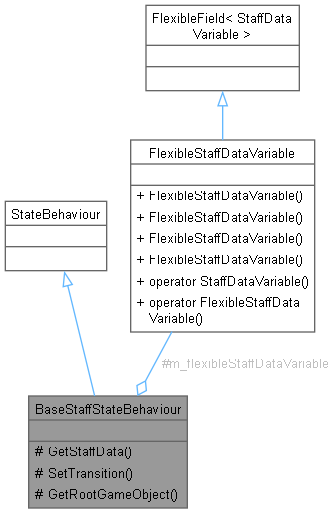 FlexibleField< StaffData
Variable >
FlexibleStaffDataVariable
+ FlexibleStaffDataVariable()
+ FlexibleStaffDataVariable()
+ FlexibleStaffDataVariable()
+ FlexibleStaffDataVariable()
+ operator StaffDataVariable()
+ operator FlexibleStaffData
Variable()
StateBehaviour
#m_flexibleStaffDataVariable
BaseStaffStateBehaviour
# GetStaffData()
# SetTransition()
# GetRootGameObject()